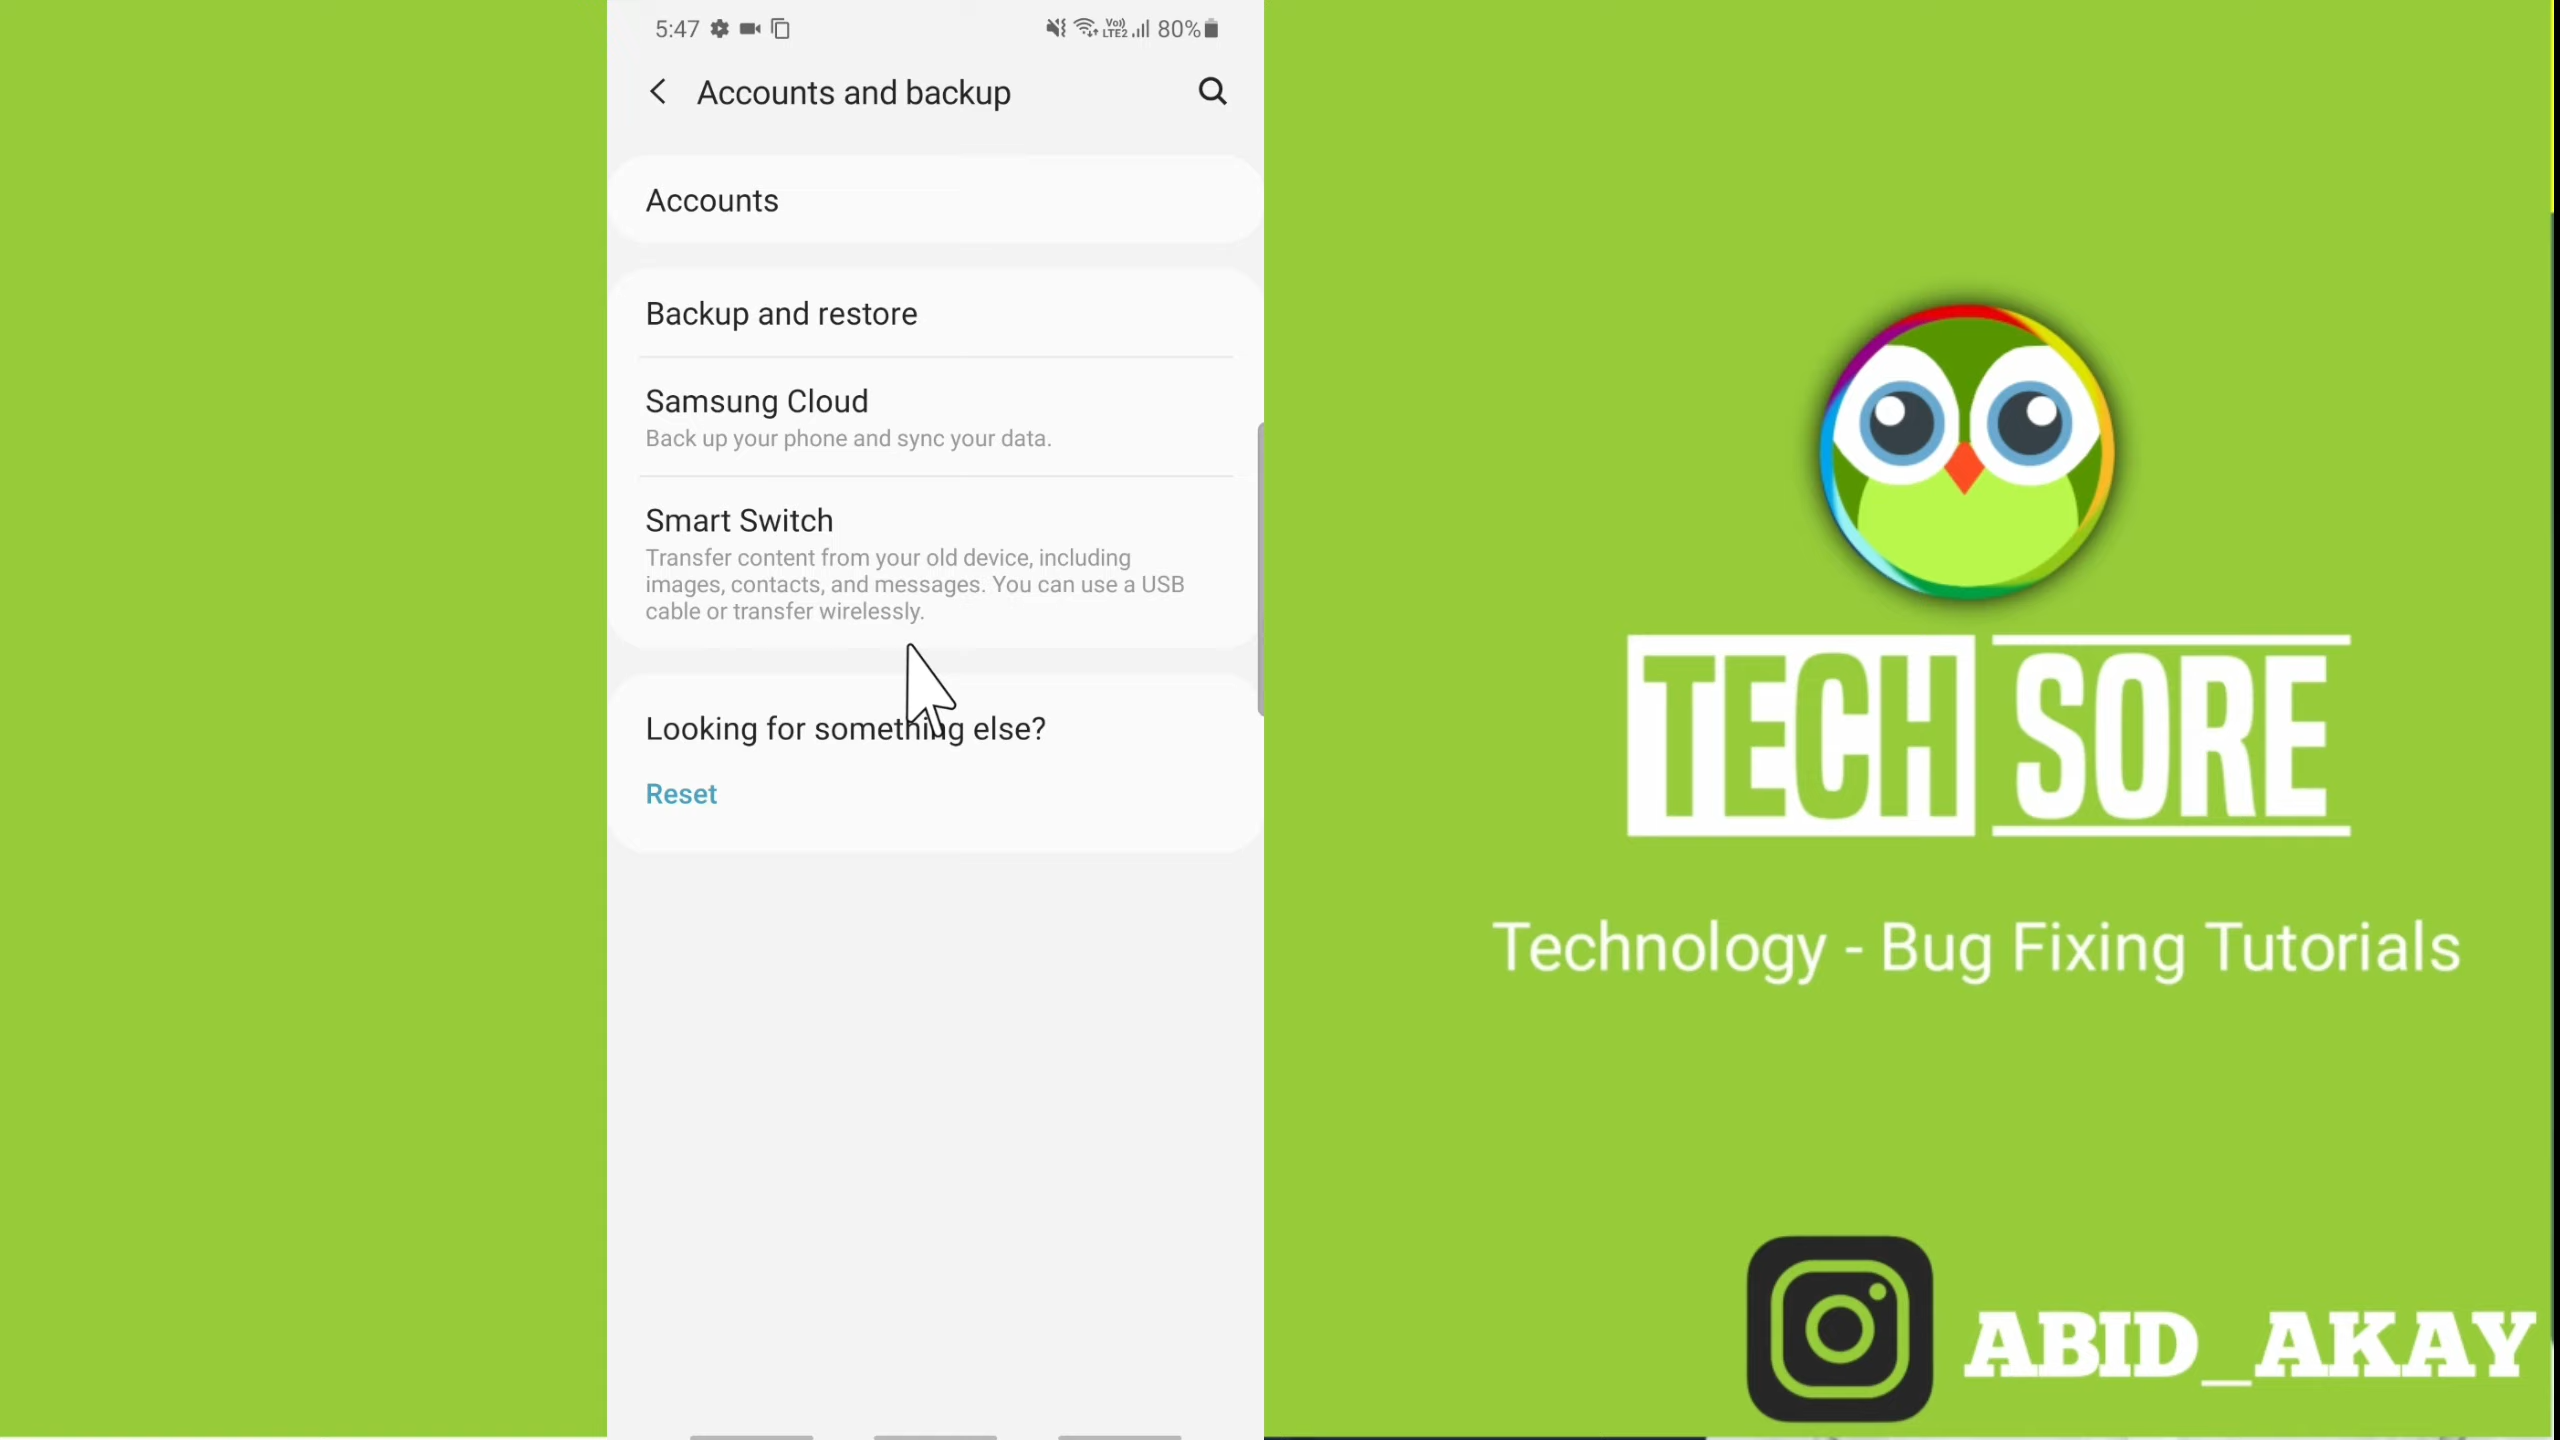 5:47
Vo)) LTE2 80%
Accounts and backup
Accounts
Backup and restore
Samsung Cloud
Back up your phone and sync your data.
Smart Switch
Transfer content from your old device, including
images, contacts, and messages. You can use a USB
cable or transfer wirelessly.
Looking for something else?
Reset
TECH SORE
Technology - Bug Fixing Tutorials
ABID_AKAY